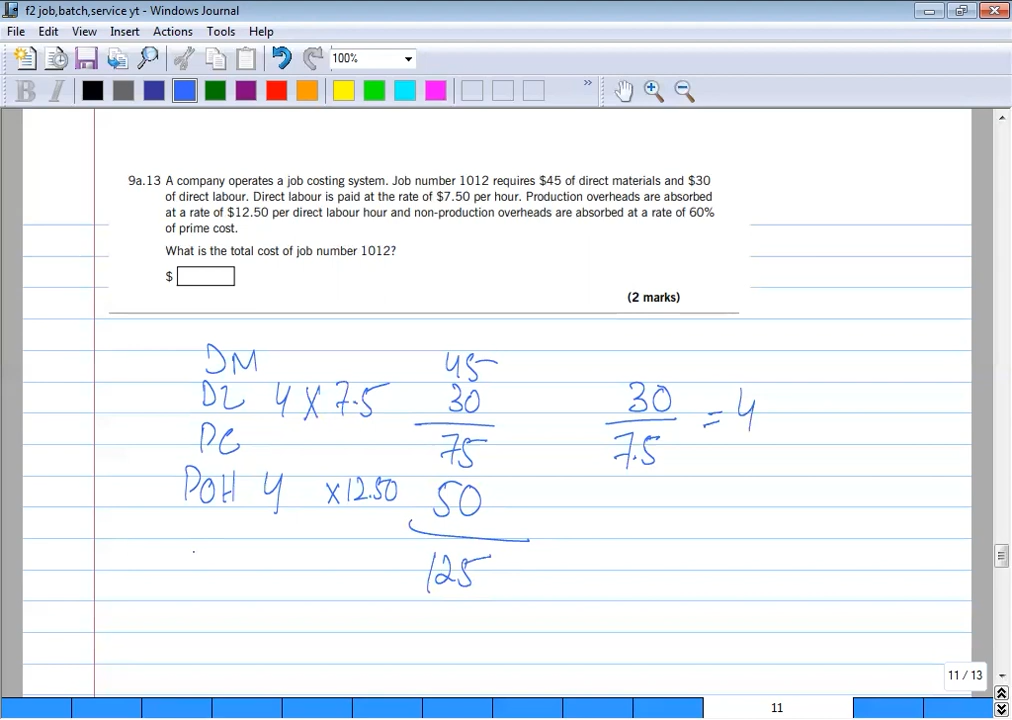 f2 job,batch,service yt - Windows Journal
File Edit View Insert Actions Tools Help
100%
B I
9a.13 A company operates a job costing system. Job number 1012 requires $45 of direct materials and $30
of direct labour. Direct labour is paid at the rate of $7.50 per hour. Production overheads are absorbed
at a rate of $12.50 per direct labour hour and non-production overheads are absorbed at a rate of 60%
of prime cost.
What is the total cost of job number 1012?
$
(2 marks)
DM 45
DL 4 X 7.5 30
PC 75
POH 4 x12.50 50
125
30
7.5 = 4
11 / 13
11